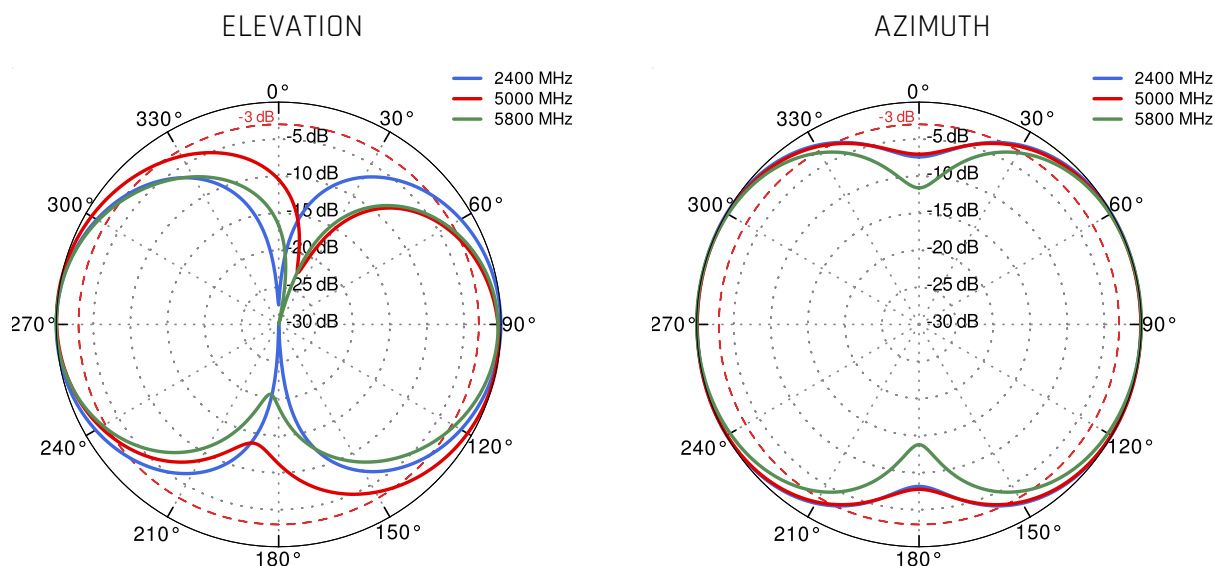 ELEVATION
2400 MHz
5000 MHz
5800 MHz
0°
30°
60°
90°
120°
150°
180°
210°
240°
270°
300°
330°
-3 dB
-5 dB
-10 dB
-15 dB
-20 dB
-25 dB
-30 dB
AZIMUTH
2400 MHz
5000 MHz
5800 MHz
0°
30°
60°
90°
120°
150°
180°
210°
240°
270°
300°
330°
-3 dB
-5 dB
-10 dB
-15 dB
-20 dB
-25 dB
-30 dB